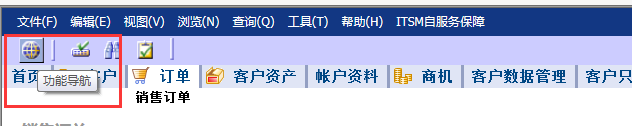 文件(F) 编辑(E) 视图(V) 浏览(N) 查询(Q) 工具(T) 帮助(H) ITSM自服务保障
首页 户 订单 客户资产 帐户资料 商机 客户数据管理 客户只
功能导航
销售订单